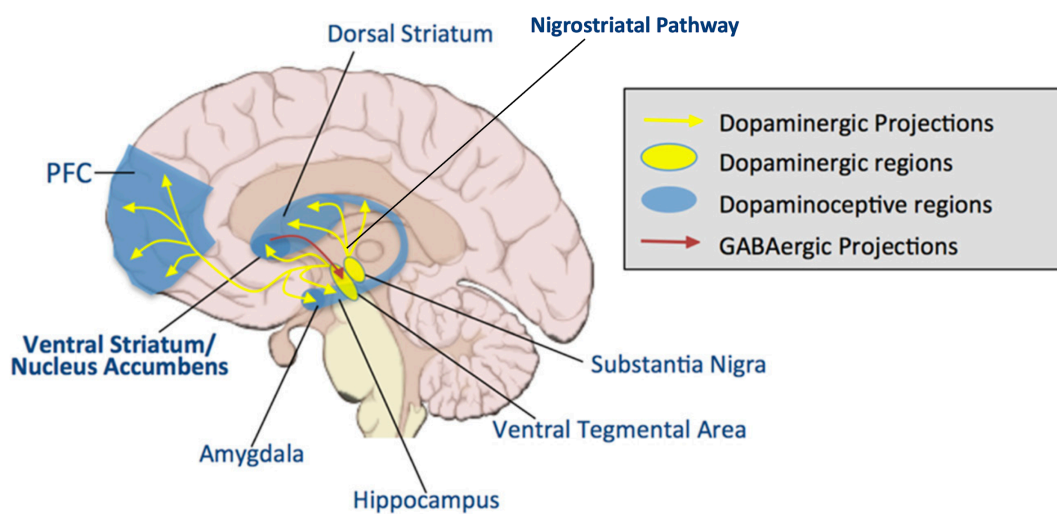 Nigrostriatal Pathway
Dorsal Striatum
PFC
Dopaminergic Projections
Dopaminergic regions
Dopaminoceptive regions
GABAergic Projections
Ventral Striatum/
Nucleus Accumbens
Substantia Nigra
Ventral Tegmental Area
Amygdala
Hippocampus